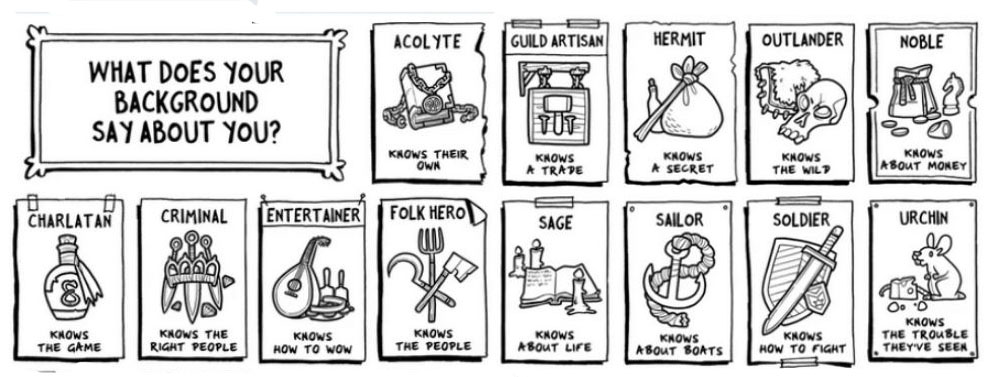 WHAT DOES YOUR
BACKGROUND
SAY ABOUT YOU?
ACOLYTE
KNOWS THEIR
OWN
GUILD ARTISAN
KNOWS
A TRADE
HERMIT
KNOWS
A SECRET
OUTLANDER
KNOWS
THE WILD
NOBLE
KNOWS
ABOUT MONEY
CHARLATAN
KNOWS
THE GAME
CRIMINAL
KNOWS THE
RIGHT PEOPLE
ENTERTAINER
KNOWS
HOW TO WOW
FOLK HERO
KNOWS
THE PEOPLE
SAGE
KNOWS
ABOUT LIFE
SAILOR
KNOWS
ABOUT BOATS
SOLDIER
KNOWS
HOW TO FIGHT
URCHIN
KNOWS
THE TROUBLE
THEY'VE SEEN